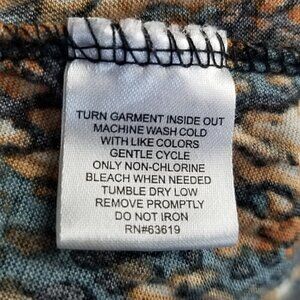 TURN GARMENT INSIDE OUT
MACHINE WASH COLD
WITH LIKE COLORS
GENTLE CYCLE
ONLY NON-CHLORINE
BLEACH WHEN NEEDED
TUMBLE DRY LOW
REMOVE PROMPTLY
DO NOT IRON
RN#63619